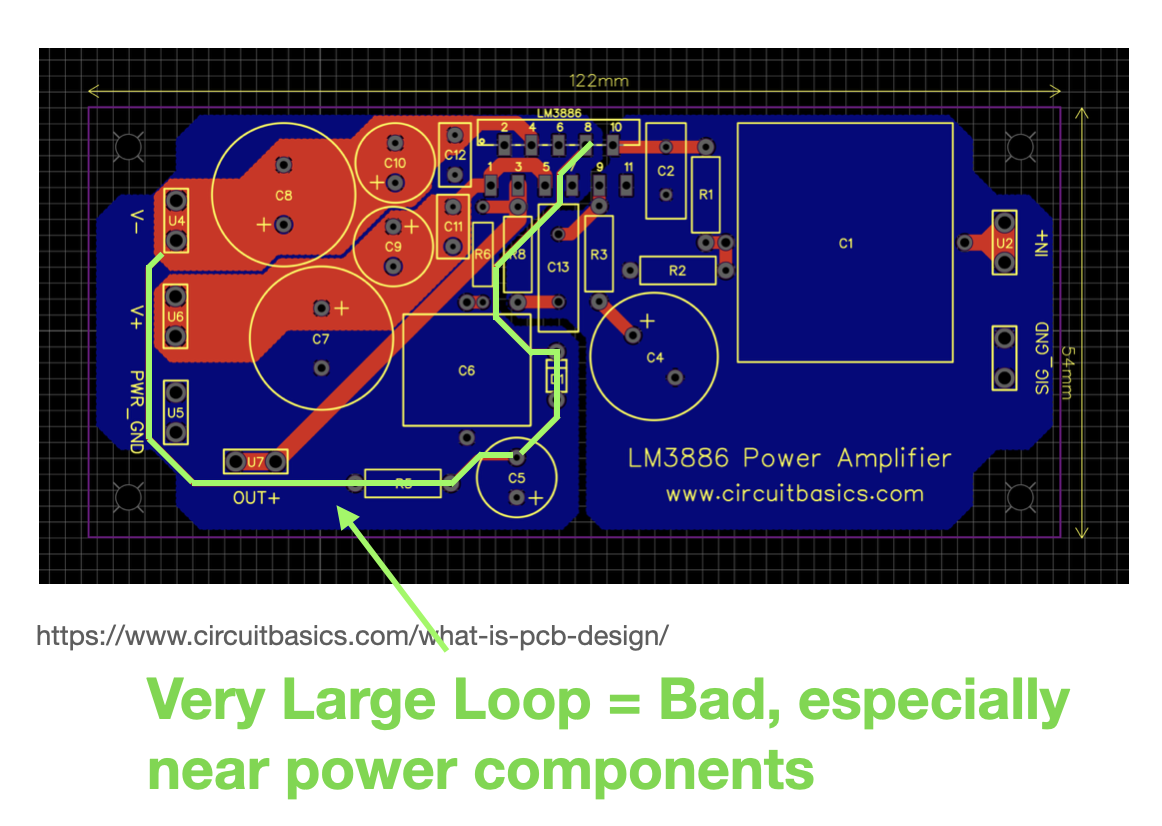 122mm
LM3886
2 4 6 8 10
1 3 5 7 9 11
C10
C12
C2
R1
C8
U4
V-
C11
C9
R6
R8
C13
R3
R2
C1
U2
IN+
V+
U6
C7
C6
C4
SIG_GND
54mm
PWR_GND
U5
U7
OUT+
R5
C5
LM3886 Power Amplifier
www.circuitbasics.com
https://www.circuitbasics.com/what-is-pcb-design/
Very Large Loop = Bad, especially
near power components